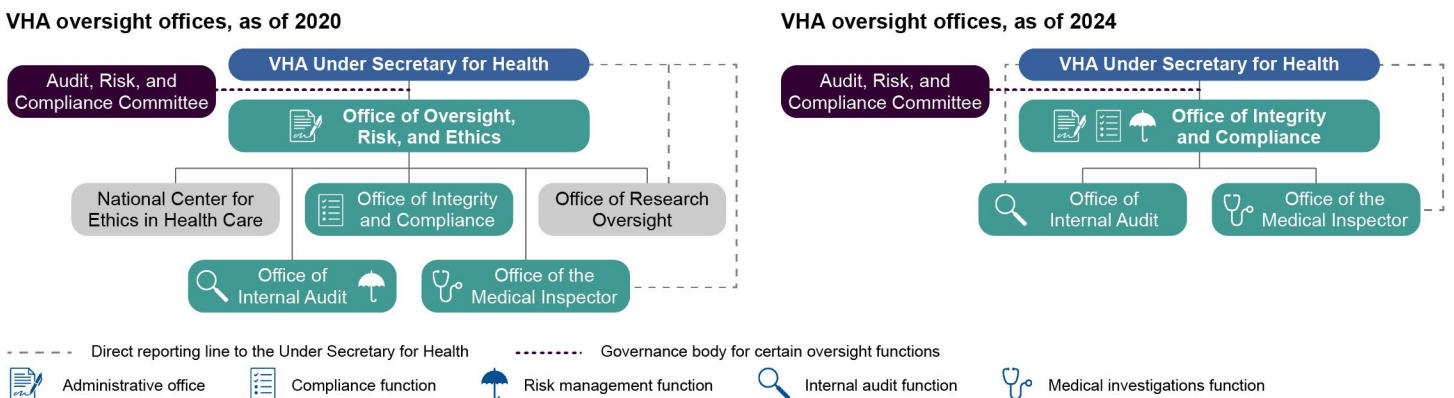 VHA oversight offices, as of 2020
VHA Under Secretary for Health
Audit, Risk, and
Compliance Committee
Office of Oversight,
Risk, and Ethics
National Center for
Ethics in Health Care
Office of Integrity
and Compliance
Office of Research
Oversight
Office of
Internal Audit
Office of the
Medical Inspector
VHA oversight offices, as of 2024
VHA Under Secretary for Health
Audit, Risk, and
Compliance Committee
Office of Integrity
and Compliance
Office of
Internal Audit
Office of the
Medical Inspector
Direct reporting line to the Under Secretary for Health
Governance body for certain oversight functions
Administrative office
Compliance function
Risk management function
Internal audit function
Medical investigations function